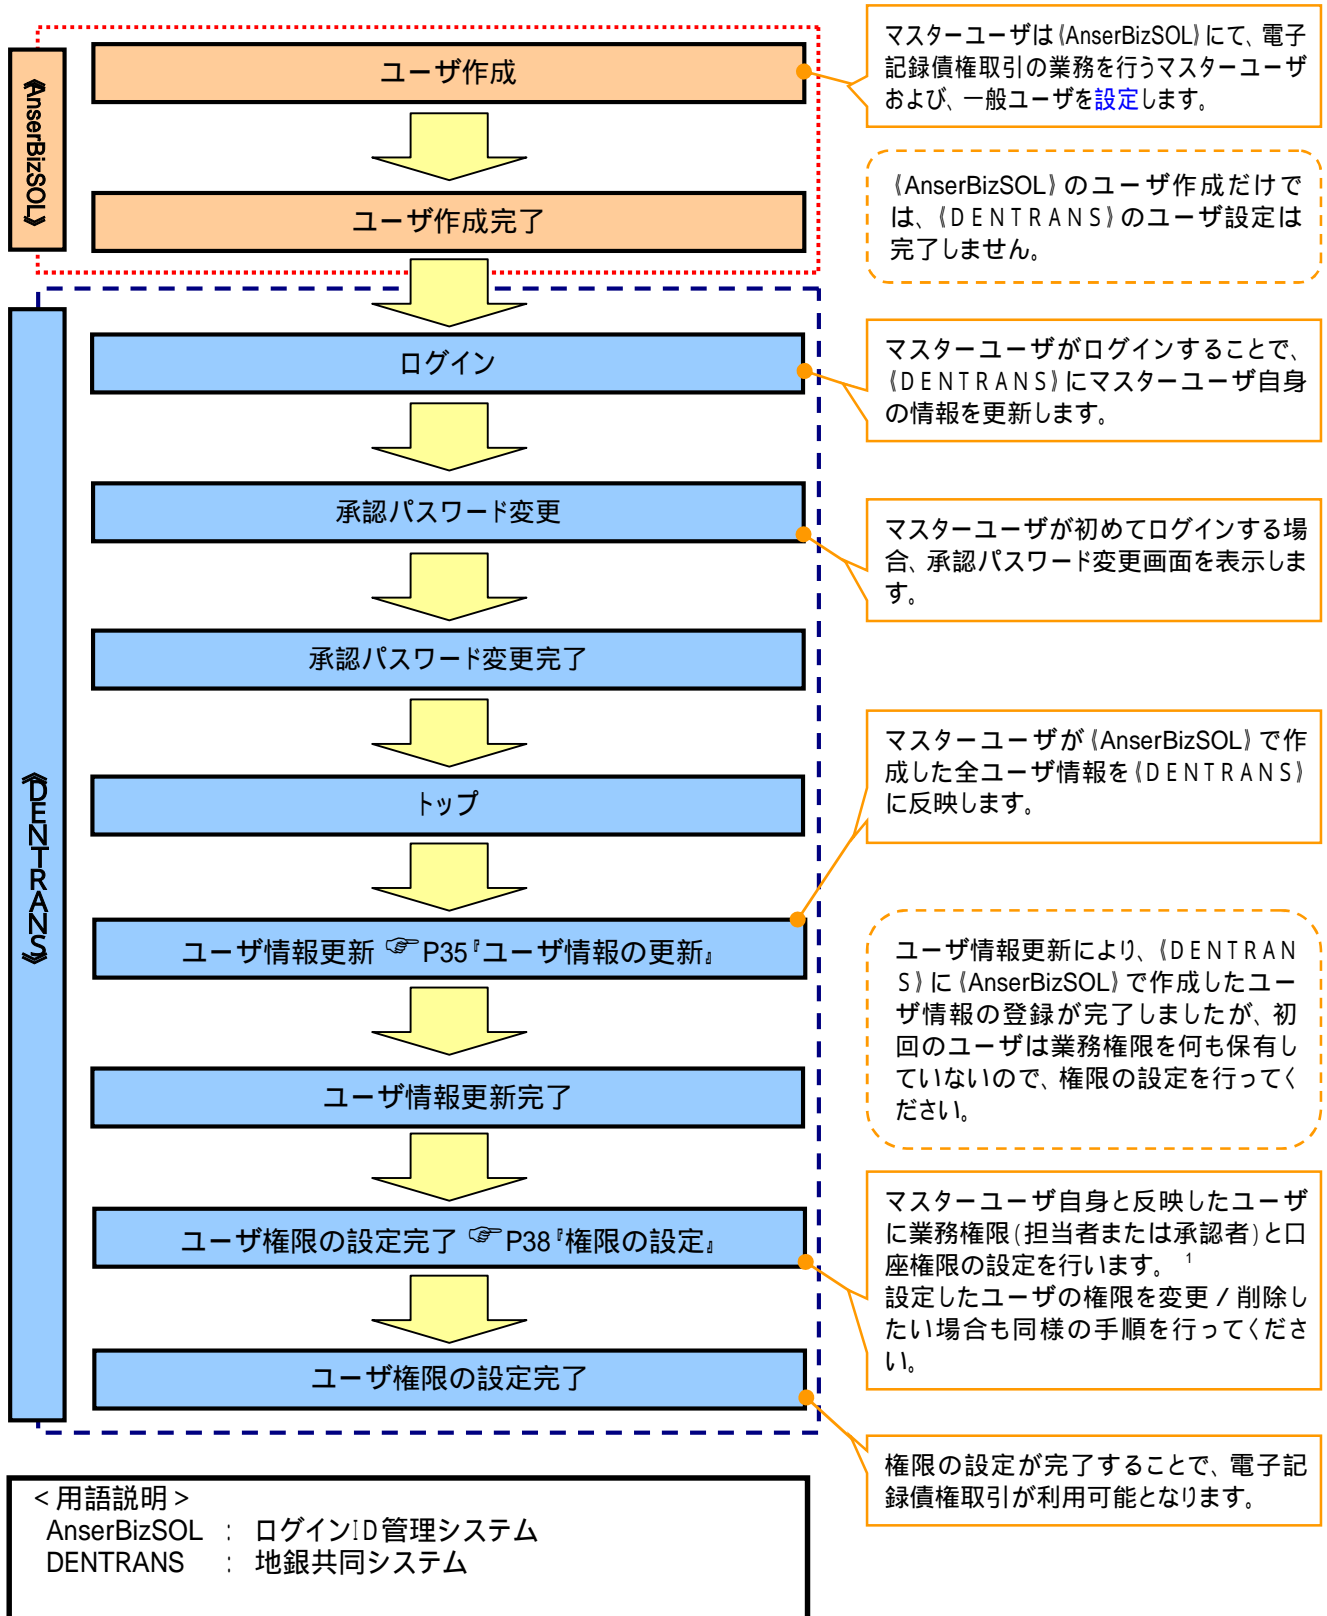 《AnserBizSOL》
ユーザ作成
マスターユーザは《AnserBizSOL》にて、電子
記録債権取引の業務を行うマスターユーザ
および、一般ユーザを設定します。
ユーザ作成完了
《AnserBizSOL》のユーザ作成だけで
は、《DENTRANS》のユーザ設定は
完了しません。
《DENTRANS》
ログイン
マスターユーザがログインすることで、
《DENTRANS》にマスターユーザ自身
の情報を更新します。
承認パスワード変更
マスターユーザが初めてログインする場
合、承認パスワード変更画面を表示しま
す。
承認パスワード変更完了
トップ
マスターユーザが《AnserBizSOL》で作
成した全ユーザ情報を《DENTRANS》
に反映します。
ユーザ情報更新 ☞P35『ユーザ情報の更新』
ユーザ情報更新により、《DENTRAN
S》に《AnserBizSOL》で作成したユー
ザ情報の登録が完了しましたが、初
回のユーザは業務権限を何も保有し
ていないので、権限の設定を行ってく
ださい。
ユーザ情報更新完了
ユーザ権限の設定完了 ☞P38『権限の設定』
マスターユーザ自身と反映したユーザ
に業務権限(担当者または承認者)と口
座権限の設定を行います。 1
設定したユーザの権限を変更/削除し
たい場合も同様の手順を行ってくださ
い。
ユーザ権限の設定完了
権限の設定が完了することで、電子記
録債権取引が利用可能となります。
<用語説明>
AnserBizSOL : ログインID管理システム
DENTRANS : 地銀共同システム